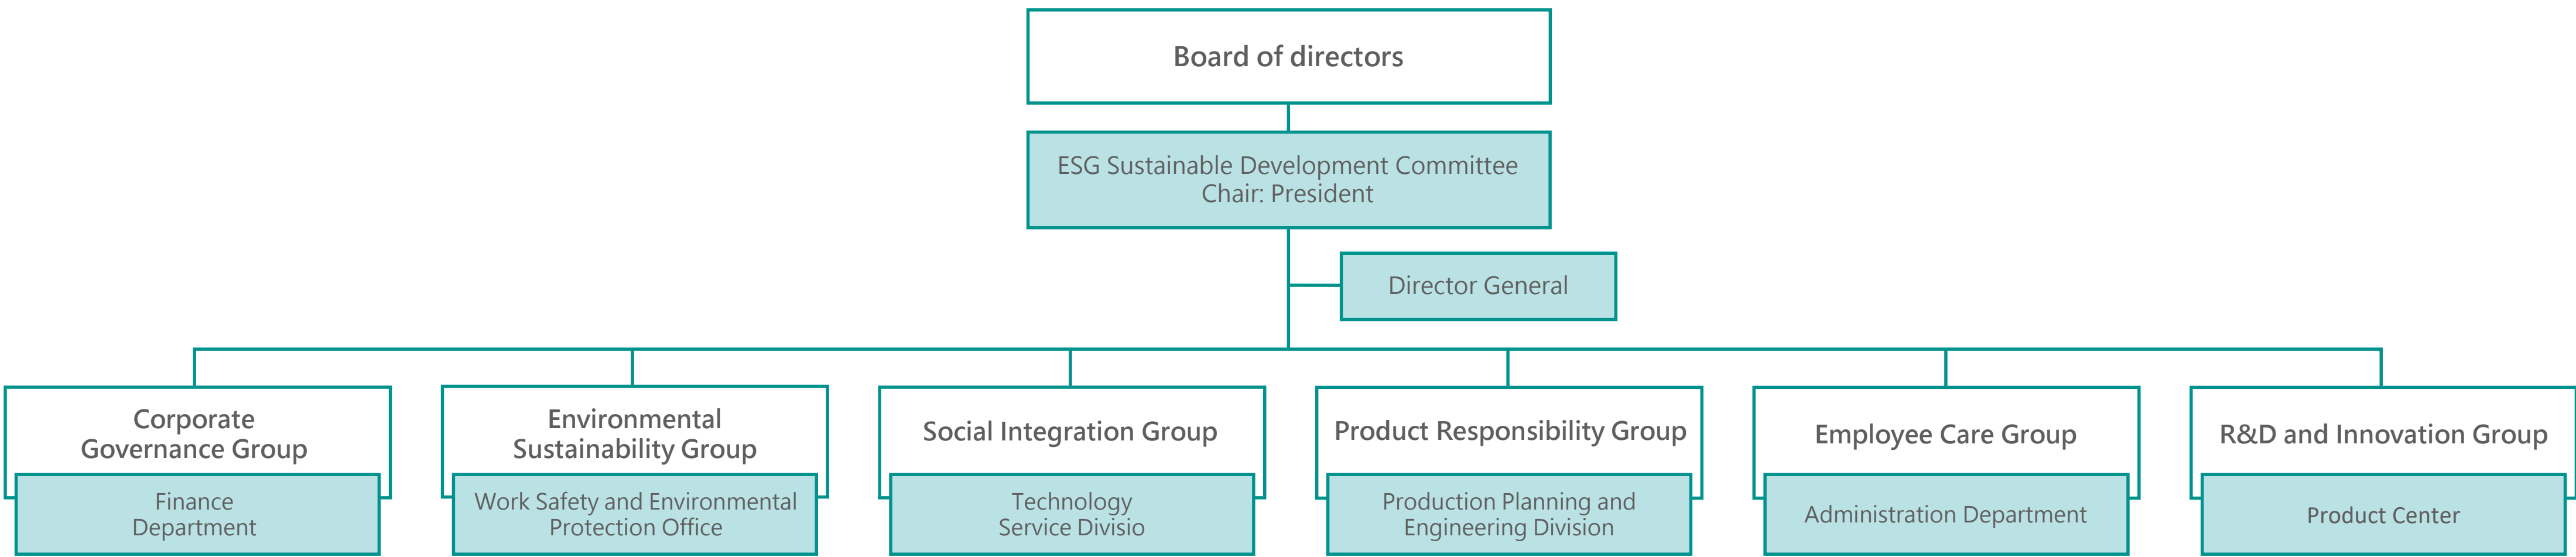 Board of directors
ESG Sustainable Development Committee
Chair: President
Director General
Corporate
Governance Group
Finance
Department
Environmental
Sustainability Group
Work Safety and Environmental
Protection Office
Social Integration Group
Technology
Service Divisio
Product Responsibility Group
Production Planning and
Engineering Division
Employee Care Group
Administration Department
R&D and Innovation Group
Product Center